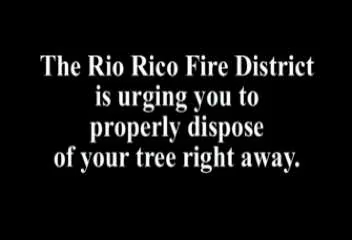 The Rio Rico Fire District
is urging you to
properly dispose
of your tree right away.